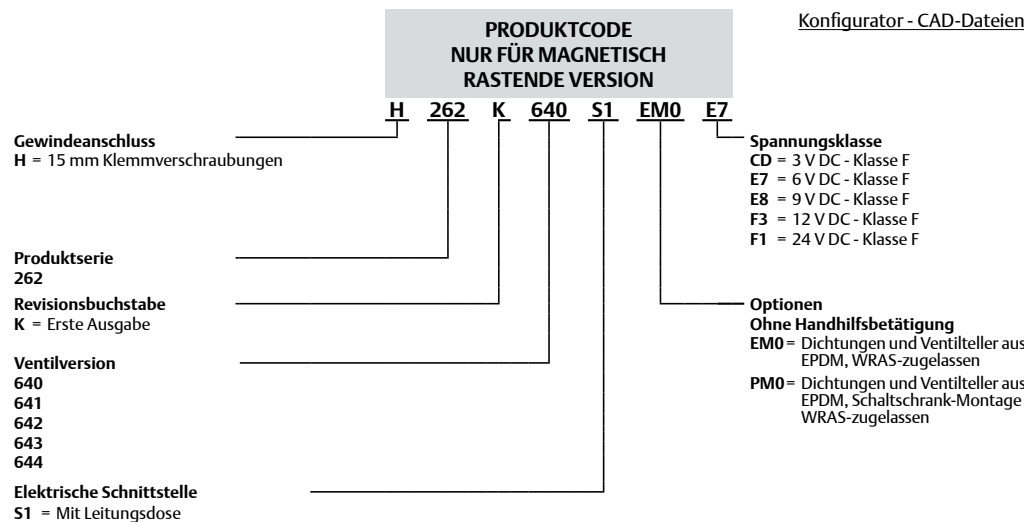 Konfigurator - CAD-Dateien
PRODUKTCODE
NUR FÜR MAGNETISCH
RASTENDE VERSION
H 262 K 640 S1 EM0 E7
Gewindeanschluss
H = 15 mm Klemmverschraubungen
Produktserie
262
Revisionsbuchstabe
K = Erste Ausgabe
Ventilversion
640
641
642
643
644
Elektrische Schnittstelle
S1 = Mit Leitungsdose
Spannungsklasse
CD = 3 V DC - Klasse F
E7 = 6 V DC - Klasse F
E8 = 9 V DC - Klasse F
F3 = 12 V DC - Klasse F
F1 = 24 V DC - Klasse F
Optionen
Ohne Handhilfsbetätigung
EM0 = Dichtungen und Ventilteller aus
EPDM, WRAS-zugelassen
PM0 = Dichtungen und Ventilteller aus
EPDM, Schaltschrank-Montage
WRAS-zugelassen